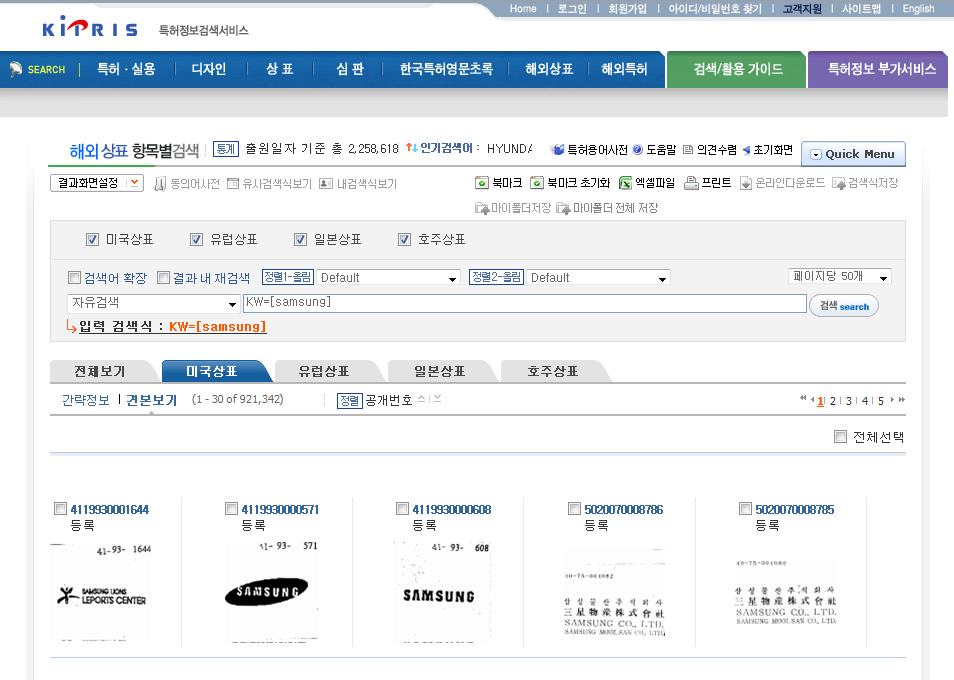 Home 로그인 회원가입 아이디/비밀번호 찾기 고객지원 사이트맵 English
KIPRIS 특허정보검색서비스
SEARCH 특허·실용 디자인 상표 심판 한국특허영문초록 해외상표 해외특허 검색/활용 가이드 특허정보 부가서비스
해외 상표 항목별검색 통계 출원일자 기준 총 2,258,618 인기검색어 : HYUNDA 특허용어사전 도움말 의견수렴 초기화면 Quick Menu
결과화면설정 동의어사전 유사검색식보기 내검색식보기 북마크 북마크 초기화 엑셀파일 프린트 온라인다운로드 검색식저장
마이폴더저장 마이폴더 전체 저장
미국상표 유럽상표 일본상표 호주상표
검색어 확장 결과 내 재검색 정렬1-올림 Default 정렬2-올림 Default 페이지당 50개
자유검색 KW=[samsung] 검색 search
입력 검색식 : KW=[samsung]
전체보기 미국상표 유럽상표 일본상표 호주상표
간략정보 견본보기 (1 - 30 of 921,342) 정렬 공개번호 1 2 3 4 5
전체선택
4119930001644 4119930000571 4119930000608 5020070008786 5020070008785
등록 등록 등록 등록 등록
41-93- 1644
SAMSUNG LIONS
LEPORTS CENTER
41-93- 571
SAMSUNG
41-93- 608
SAMSUNG
40-75-004082
삼성물산주식회사
三星物産株式會社
SAMSUNG CO., LTD.
SAMSUNG MOOLSAN CO., LTD
40-75-004080
삼성물산주식회사
三星物産株式會社
SAMSUNG CO., LTD.
SAMSUNG MOOLSAN CO., LTD.